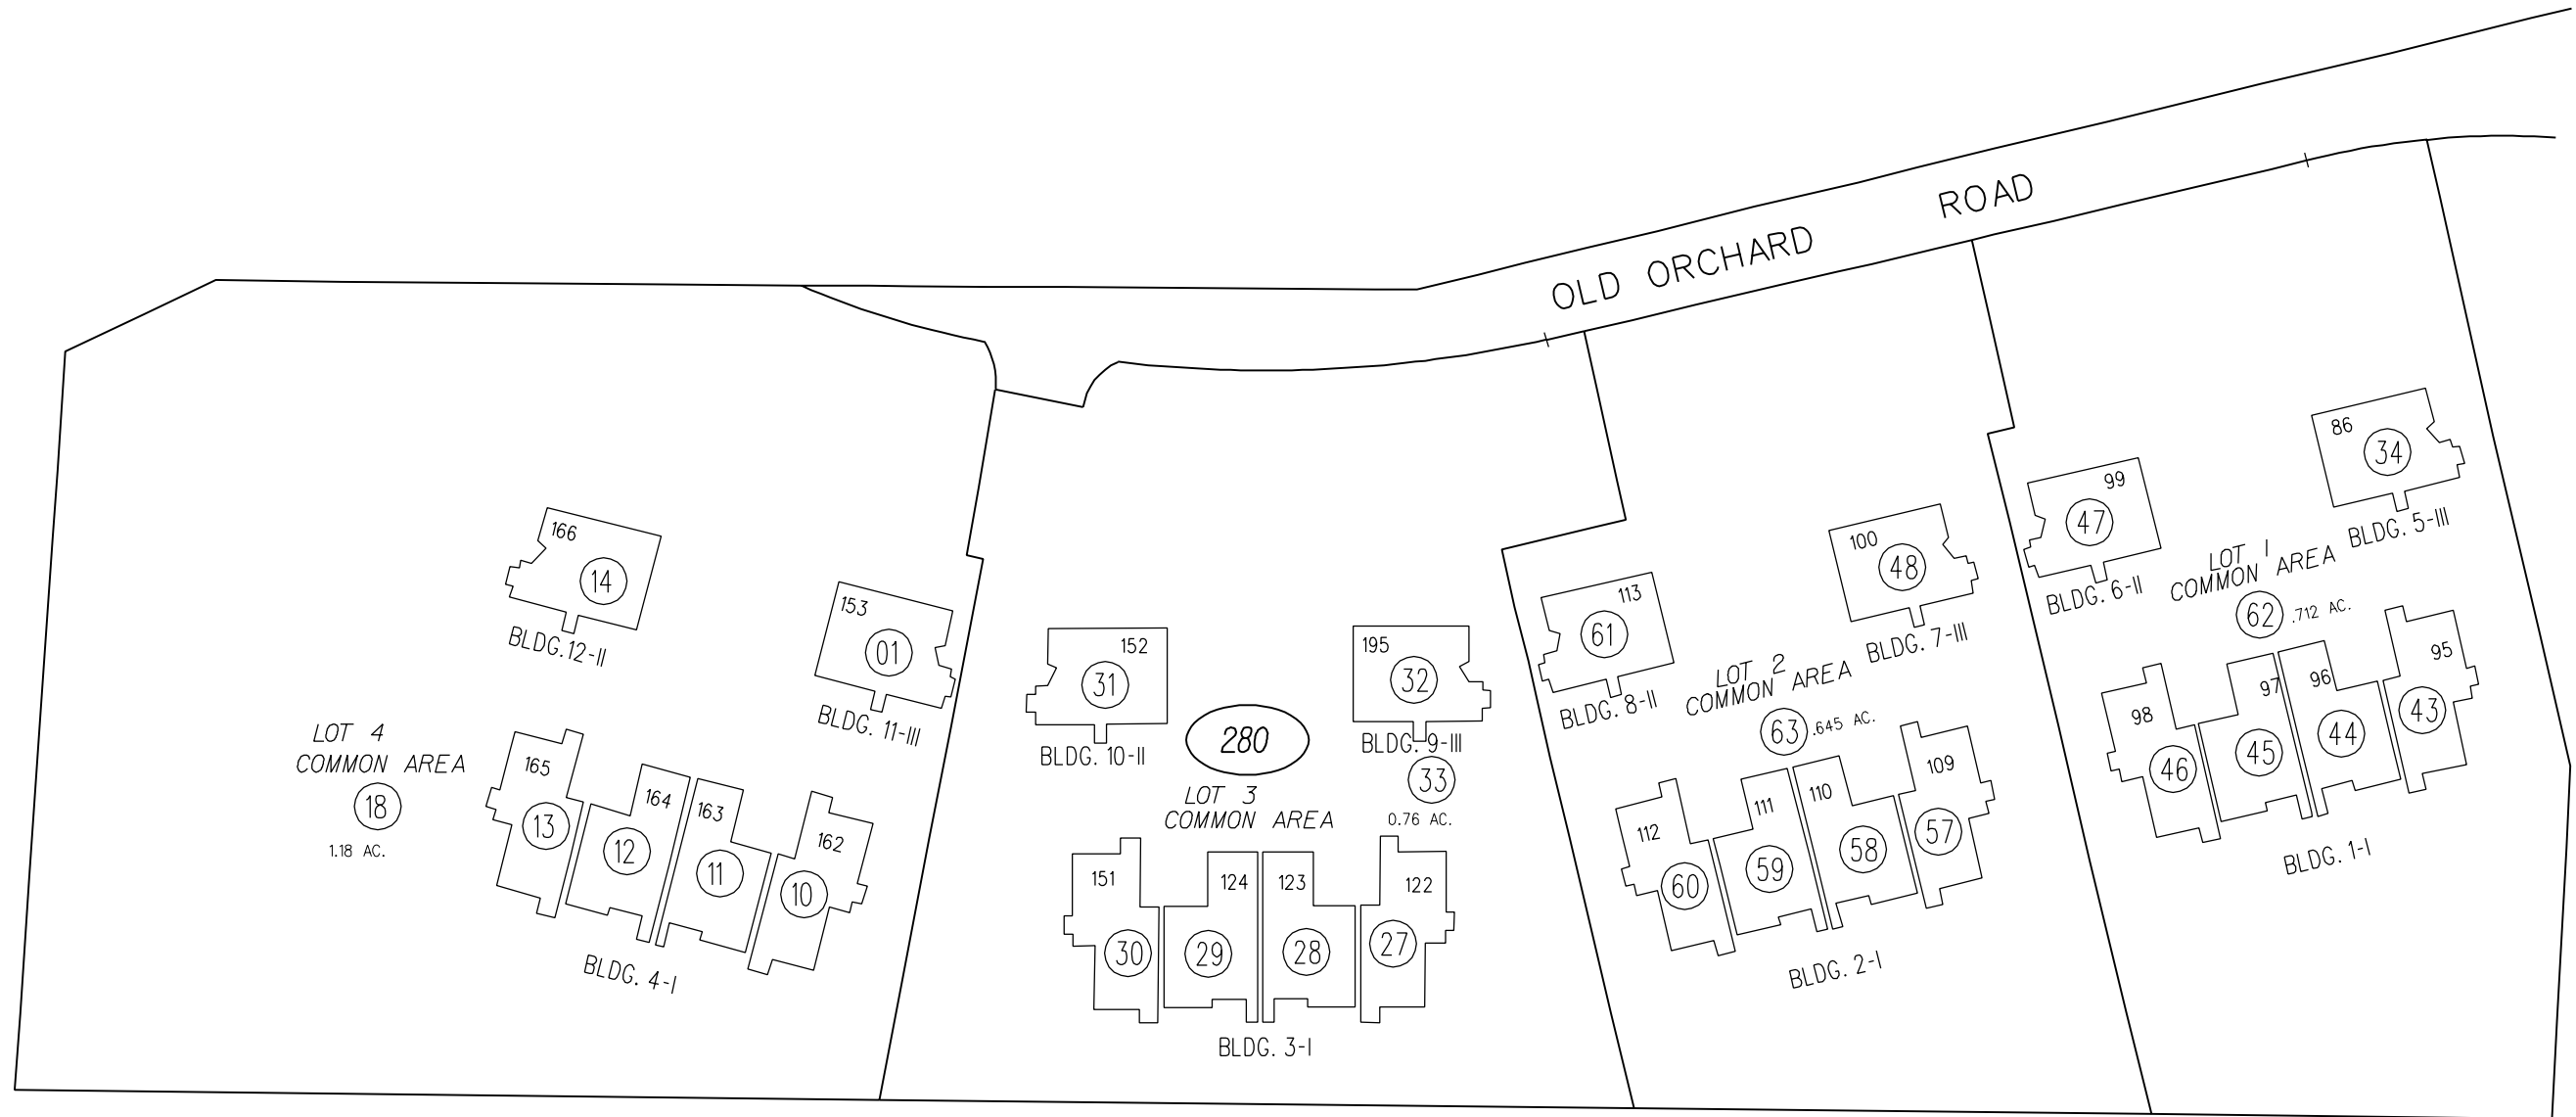 OLD ORCHARD ROAD
166
14
BLDG.12-II
153
01
BLDG. 11-III
LOT 4
COMMON AREA
18
1.18 AC.
165
13
164
12
163
11
162
10
BLDG. 4-I
152
31
BLDG. 10-II
280
195
32
BLDG. 9-III
33
0.76 AC.
LOT 3
COMMON AREA
151
30
124
29
123
28
122
27
BLDG. 3-I
113
61
BLDG. 8-II
100
48
BLDG. 7-III
LOT 2
COMMON AREA
63
.645 AC.
112
60
111
59
110
58
109
57
BLDG. 2-I
99
47
BLDG. 6-II
86
34
BLDG. 5-III
LOT 1
COMMON AREA
62
.712 AC.
98
46
97
45
96
44
95
43
BLDG. 1-I